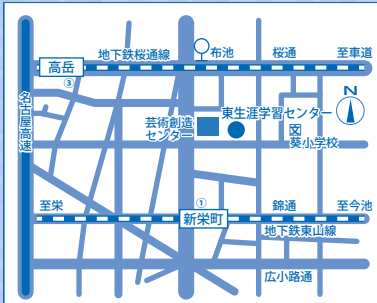 地下鉄桜通線
布池
桜通
至車道
高岳
③
名古屋高速
N
芸術創造
センター
東生涯学習センター
葵小学校
至栄
①
新栄町
錦通
至今池
地下鉄東山線
広小路通